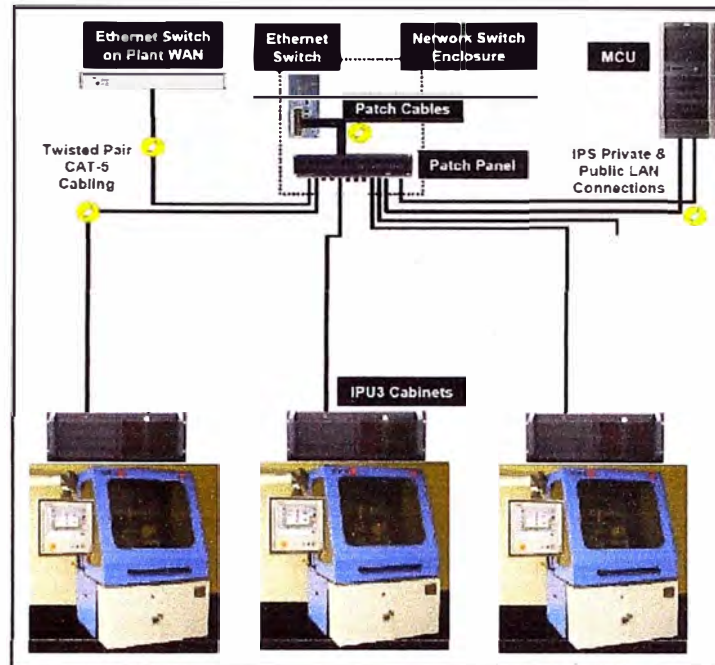 Ethernet Switch
on Plant WAN
Ethernet
Switch
Network Switch
Enclosure
MCU
Patch Cables
Twisted Pair
CAT-5
Cabling
Patch Panel
IPS Private &
Public LAN
Connections
IPU3 Cabinets